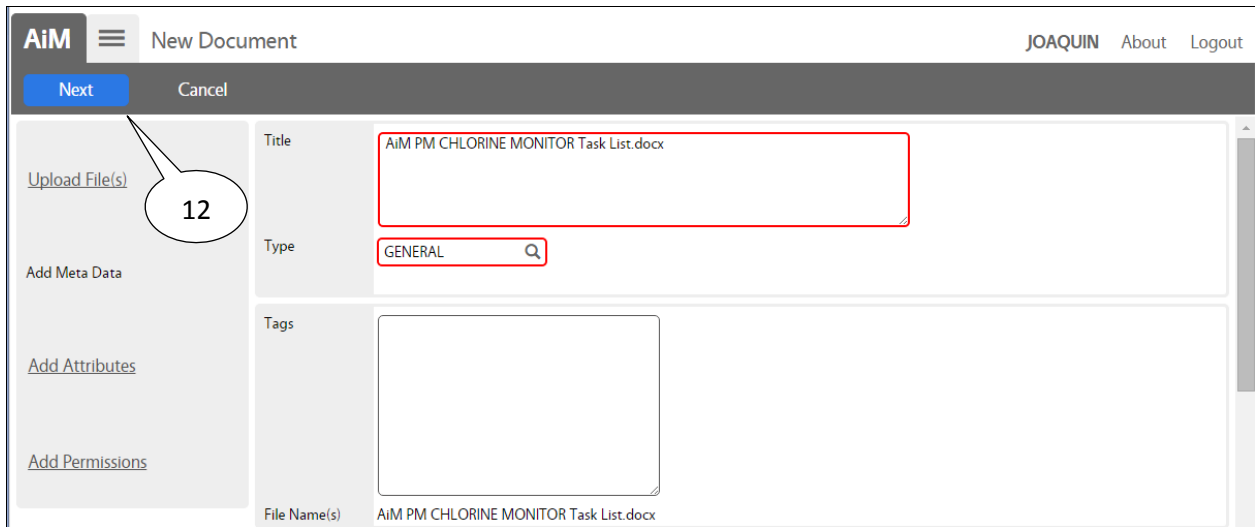 AiM New Document JOAQUIN About Logout
Next Cancel
Title AiM PM CHLORINE MONITOR Task List.docx
Upload File(s)
12
Type GENERAL
Add Meta Data
Tags
Add Attributes
Add Permissions
File Name(s) AiM PM CHLORINE MONITOR Task List.docx